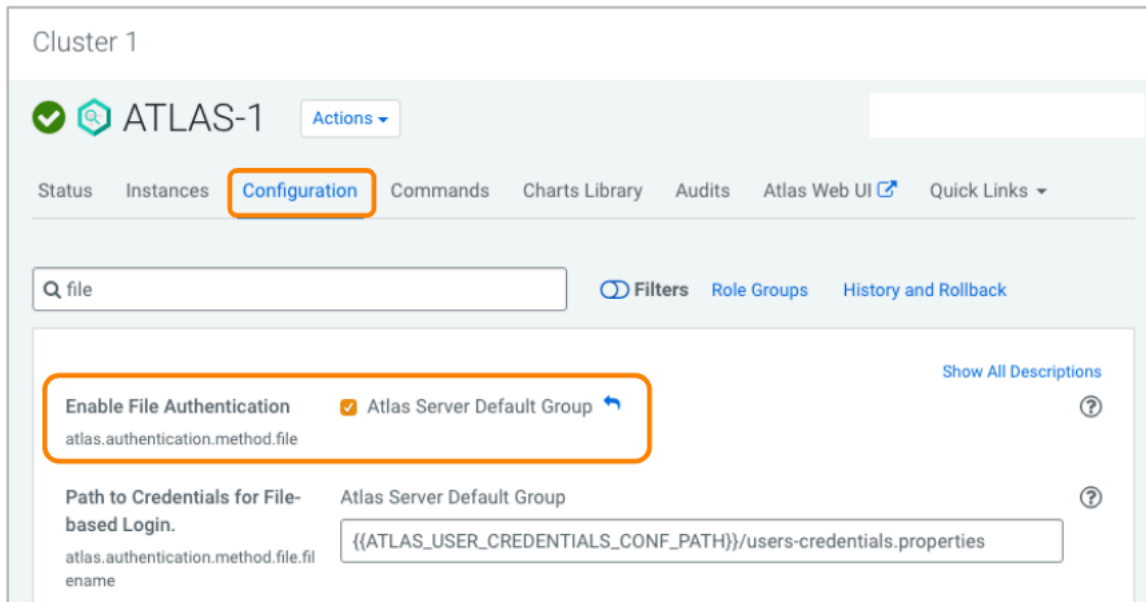 Cluster 1
ATLAS-1 Actions
Status Instances Configuration Commands Charts Library Audits Atlas Web UI Quick Links
file Filters Role Groups History and Rollback
Show All Descriptions
Enable File Authentication Atlas Server Default Group ?
atlas.authentication.method.file
Path to Credentials for File- Atlas Server Default Group ?
based Login.
{{ATLAS_USER_CREDENTIALS_CONF_PATH}}/users-credentials.properties
atlas.authentication.method.file.fil
ename